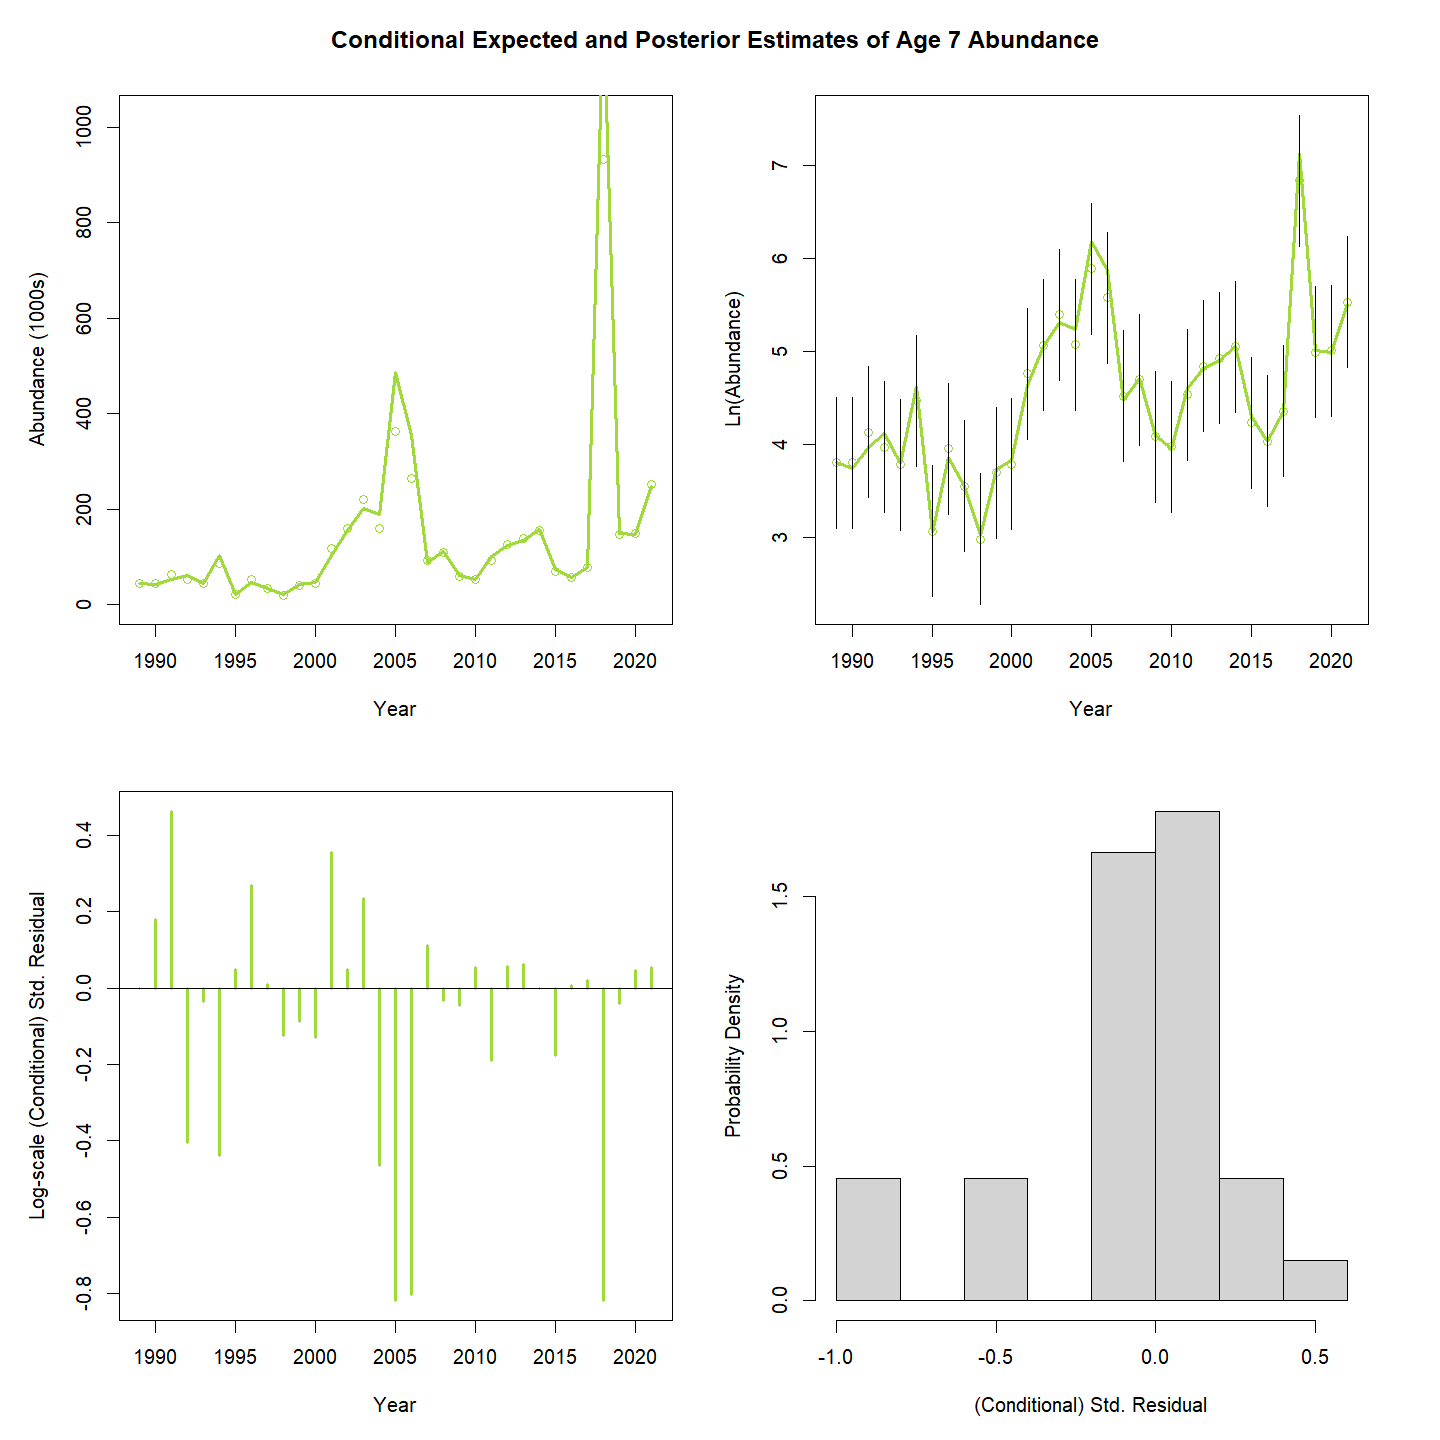 Conditional Expected and Posterior Estimates of Age 7 Abundance
Abundance (1000s)
0 200 400 600 800 1000
1990 1995 2000 2005 2010 2015 2020
Year
Ln(Abundance)
3 4 5 6 7
1990 1995 2000 2005 2010 2015 2020
Year
Log-scale (Conditional) Std. Residual
-0.8 -0.6 -0.4 -0.2 0.0 0.2 0.4
1990 1995 2000 2005 2010 2015 2020
Year
Probability Density
0.0 0.5 1.0 1.5
-1.0 -0.5 0.0 0.5
(Conditional) Std. Residual